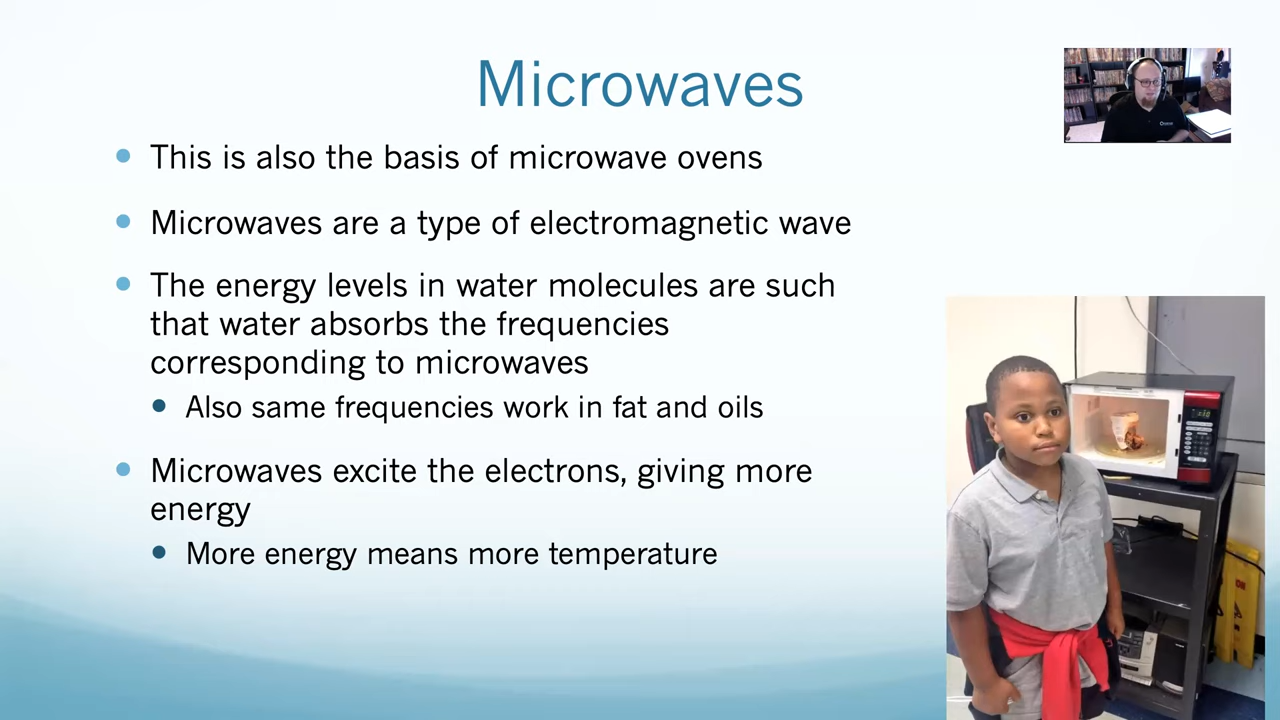 Microwaves
This is also the basis of microwave ovens
Microwaves are a type of electromagnetic wave
The energy levels in water molecules are such
that water absorbs the frequencies
corresponding to microwaves
Also same frequencies work in fat and oils
Microwaves excite the electrons, giving more
energy
More energy means more temperature